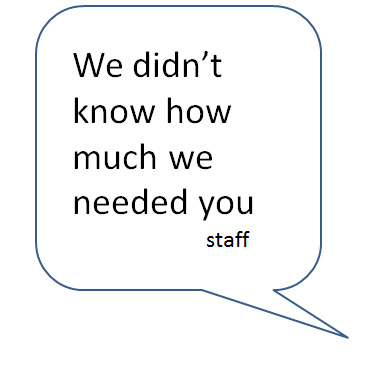 We didn’t
know how
much we
needed you
staff